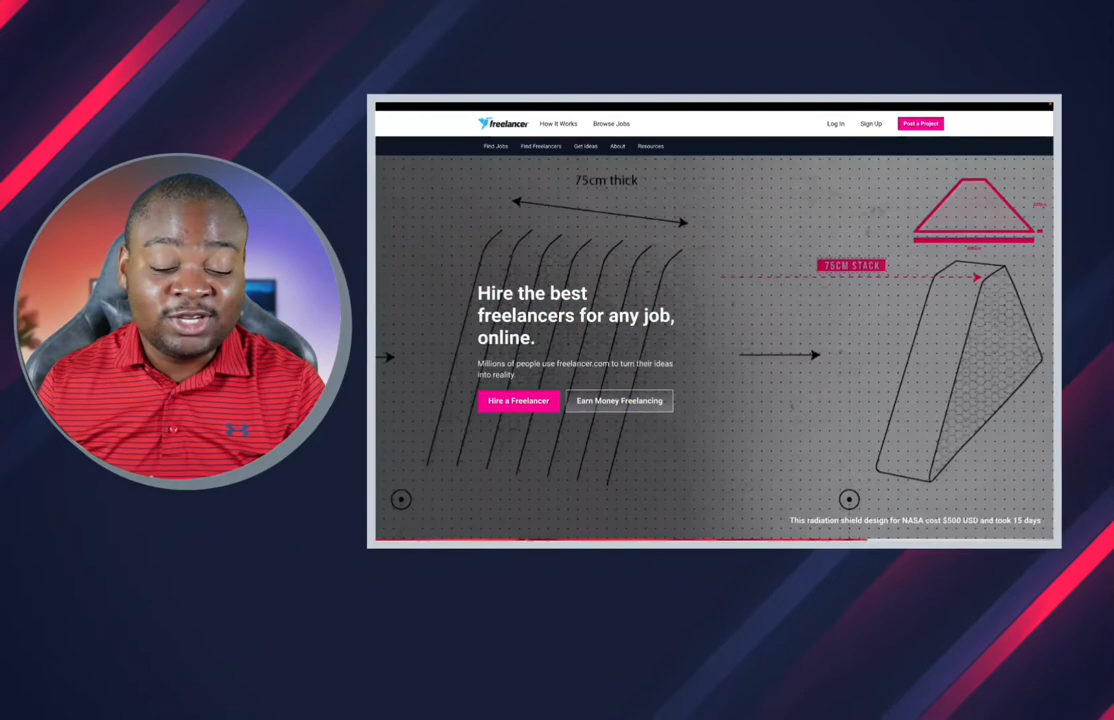 freelancer
How It Works
Browse Jobs
Log In
Sign Up
Post a Project
Find Jobs
Find Freelancers
Get Ideas
About
Resources
75cm thick
75CM STACK
Hire the best
freelancers for any job,
online.
Millions of people use freelancer.com to turn their ideas
into reality.
Hire a Freelancer
Earn Money Freelancing
This radiation shield design for NASA cost $500 USD and took 15 days